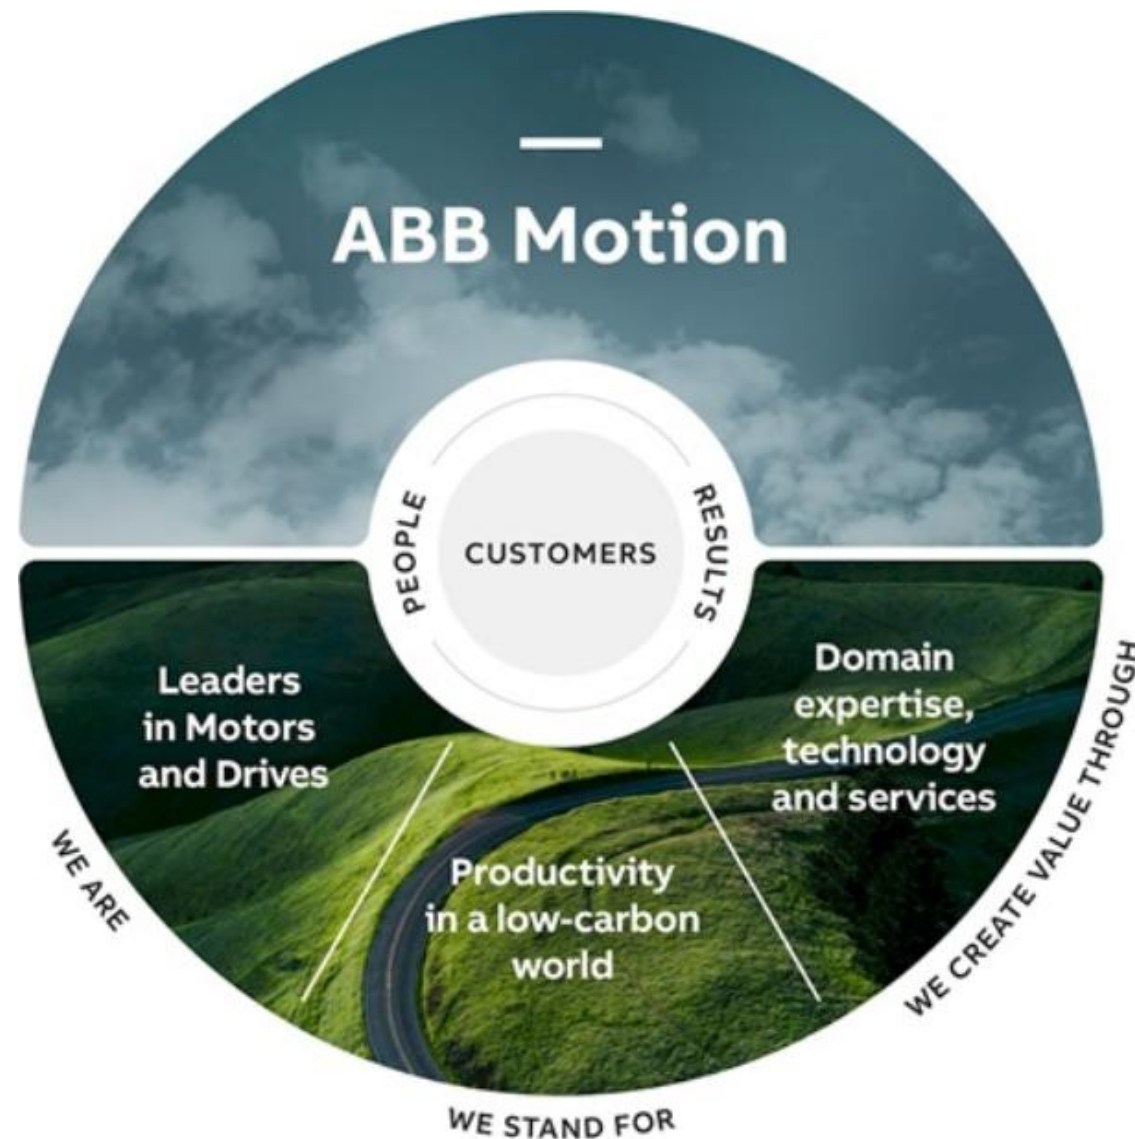 ABB Motion
PEOPLE
CUSTOMERS
RESULTS
Leaders
in Motors
and Drives
WE ARE
Productivity
in a low-carbon
world
WE STAND FOR
Domain
expertise,
technology
and services
WE CREATE VALUE THROUGH